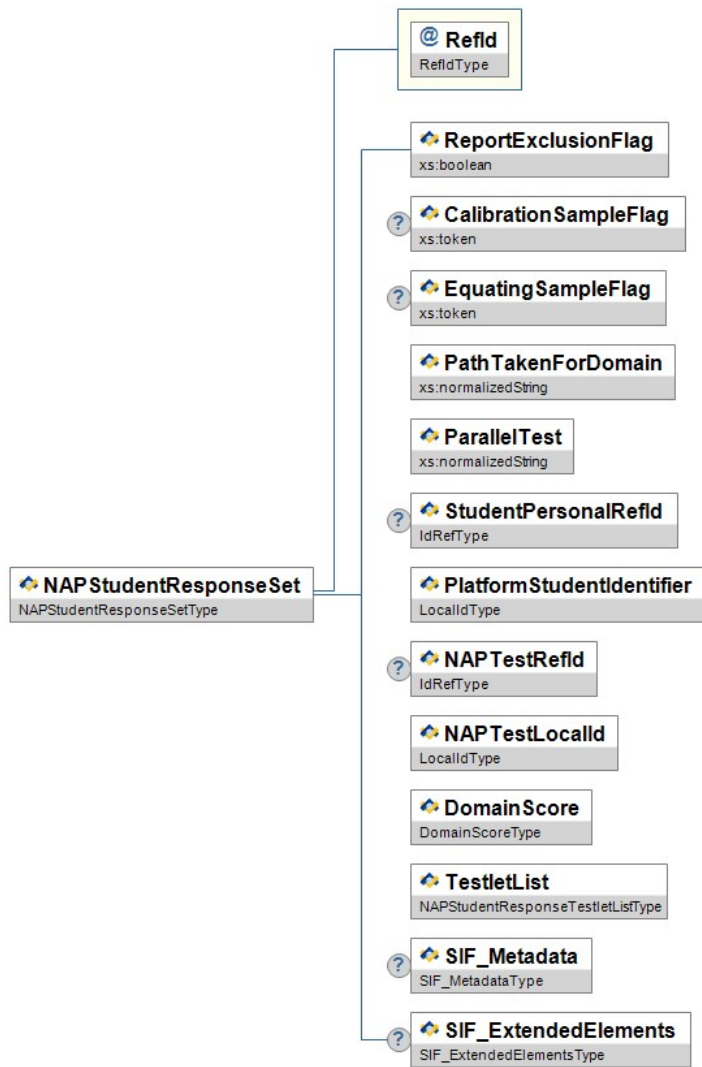 @ RefId
RefIdType
ReportExclusionFlag
xs:boolean
? CalibrationSampleFlag
xs:token
? EquatingSampleFlag
xs:token
PathTakenForDomain
xs:normalizedString
ParallelTest
xs:normalizedString
? StudentPersonalRefId
IdRefType
NAPStudentResponseSet
NAPStudentResponseSetType
PlatformStudentIdentifier
LocalIdType
? NAPTestRefId
IdRefType
NAPTestLocalId
LocalIdType
DomainScore
DomainScoreType
TestletList
NAPStudentResponseTestletListType
? SIF_Metadata
SIF_MetadataType
? SIF_ExtendedElements
SIF_ExtendedElementsType